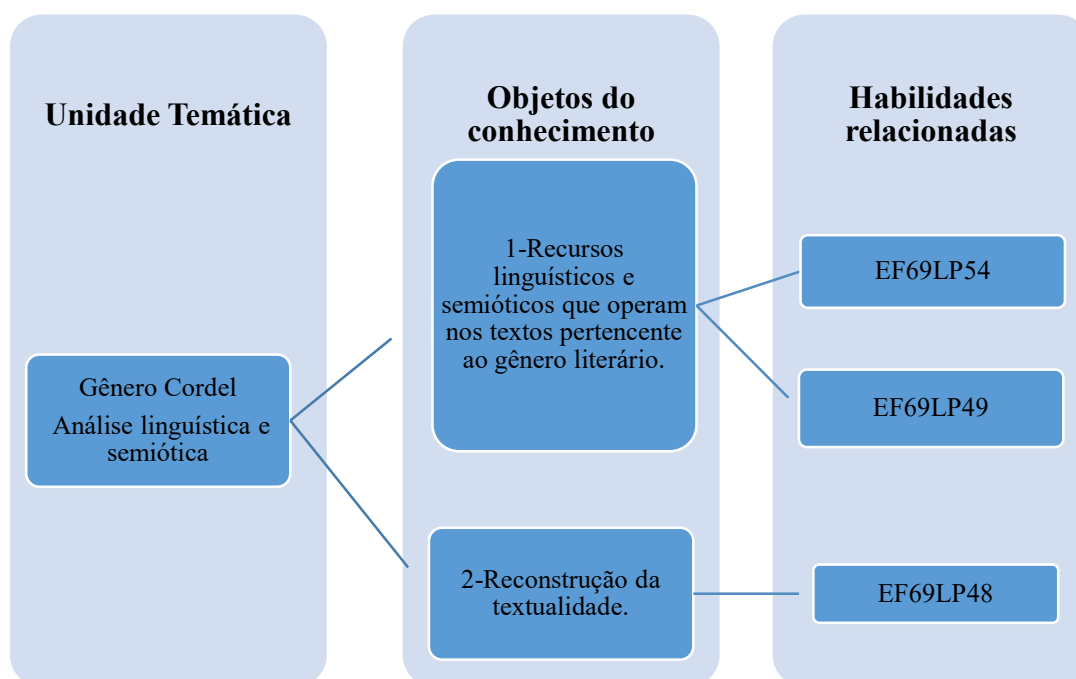 Unidade Temática
Gênero Cordel
Análise linguística e
semiótica
Objetos do
conhecimento
1-Recursos
linguísticos e
semióticos que operam
nos textos pertencente
ao gênero literário.
2-Reconstrução da
textualidade.
Habilidades
relacionadas
EF69LP54
EF69LP49
EF69LP48